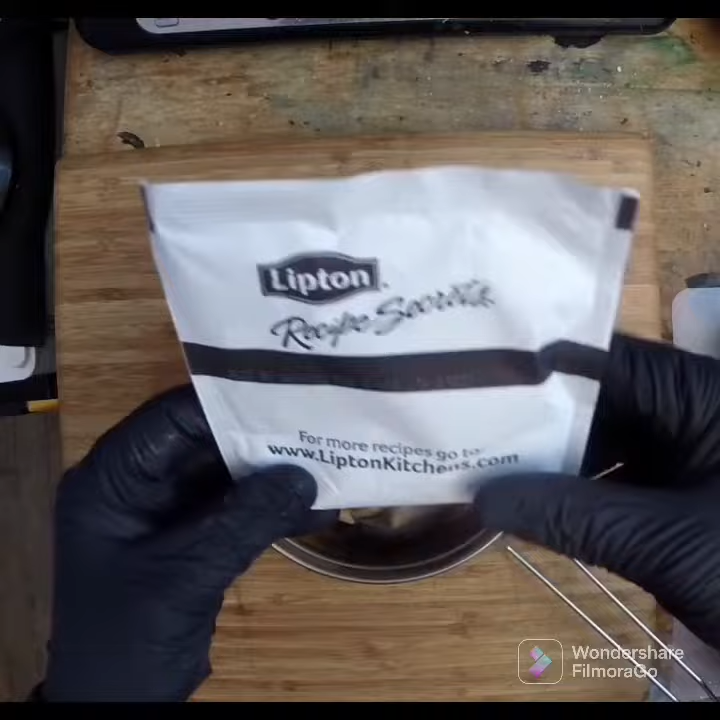 Lipton
Recipe Secrets
For more recipes go to:
www.LiptonKitchens.com
Wondershare
FilmoraGo